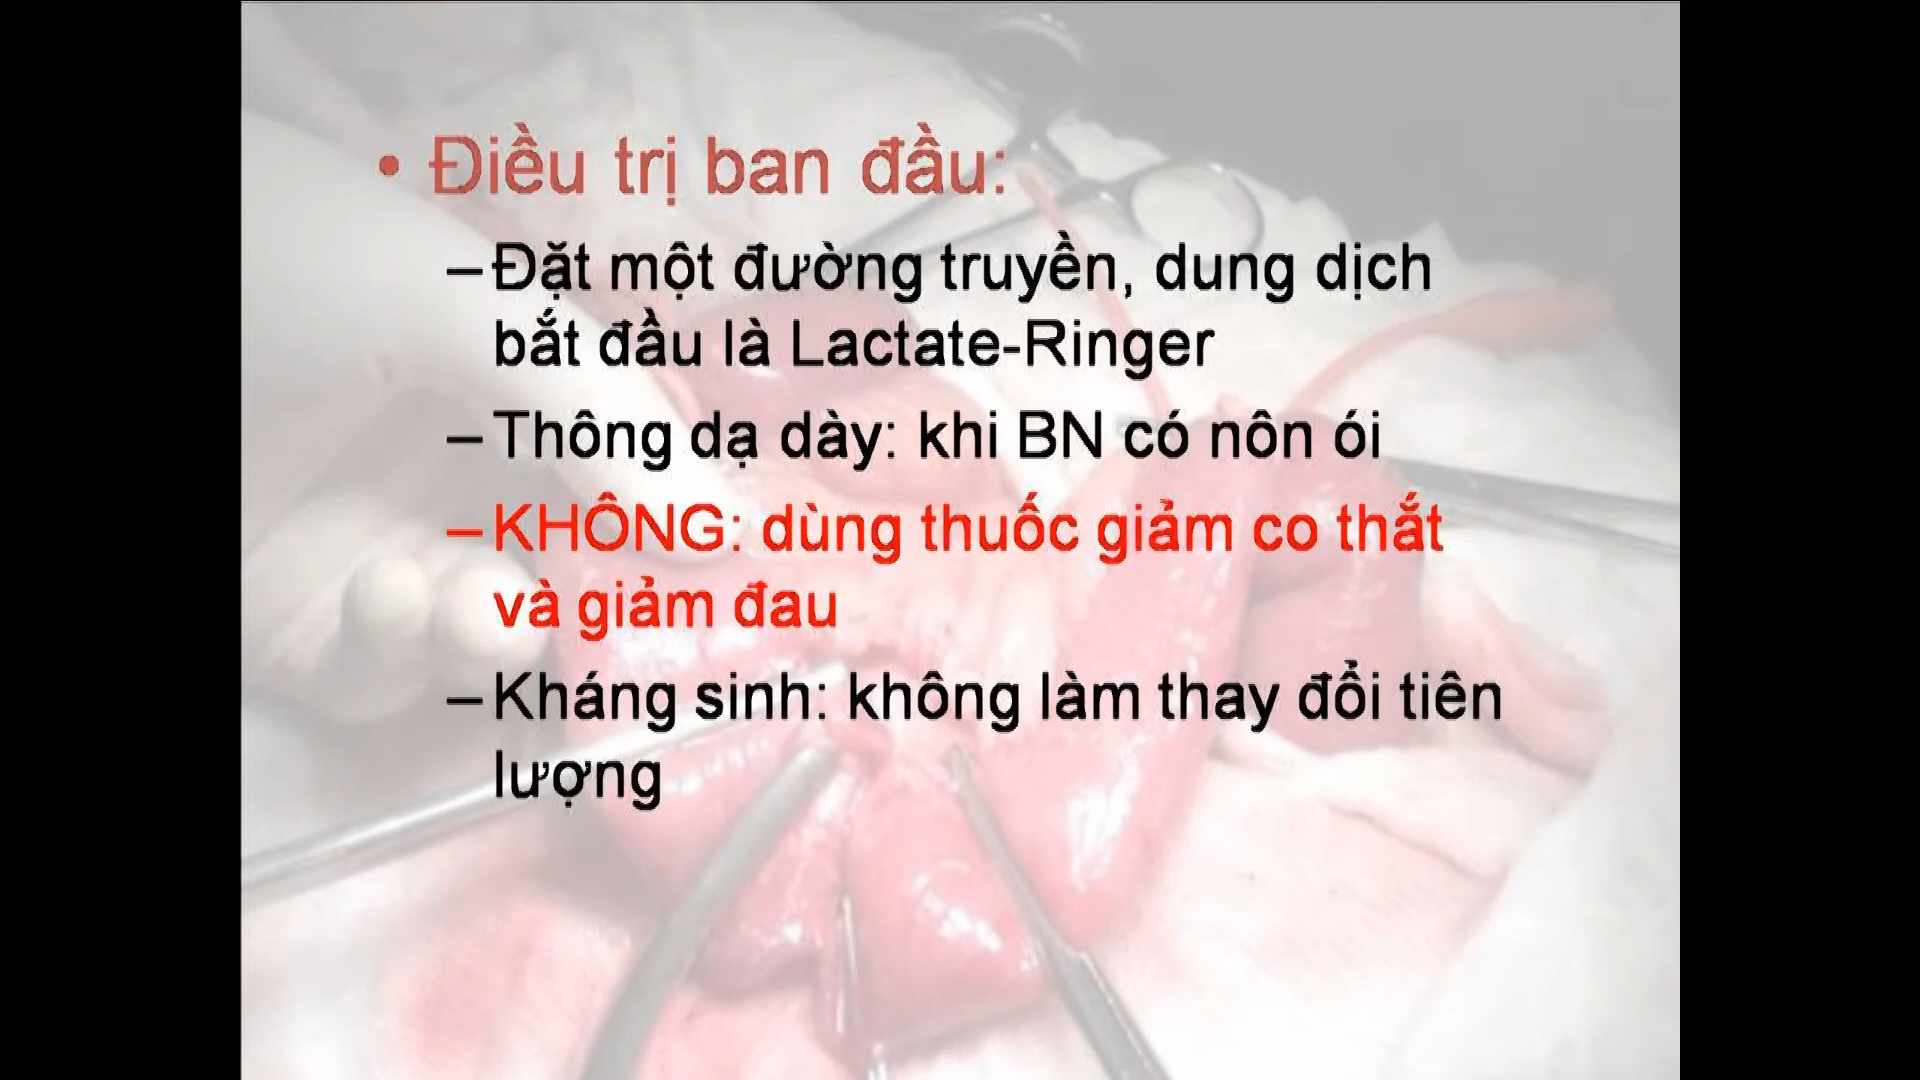 • Điều trị ban đầu:
– Đặt một đường truyền, dung dịch
bắt đầu là Lactate-Ringer
– Thông dạ dày: khi BN có nôn ói
– KHÔNG: dùng thuốc giảm co thắt
và giảm đau
– Kháng sinh: không làm thay đổi tiên
lượng